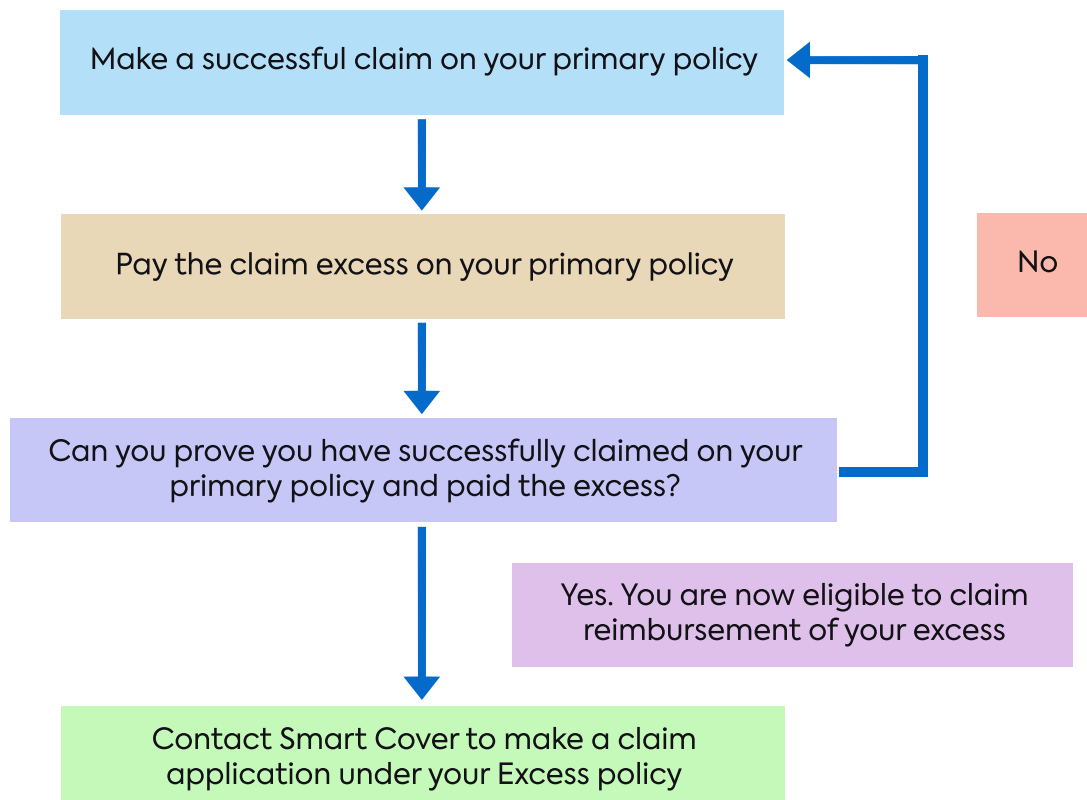 Make a successful claim on your primary policy
Pay the claim excess on your primary policy
No
Can you prove you have successfully claimed on your
primary policy and paid the excess?
Yes. You are now eligible to claim
reimbursement of your excess
Contact Smart Cover to make a claim
application under your Excess policy